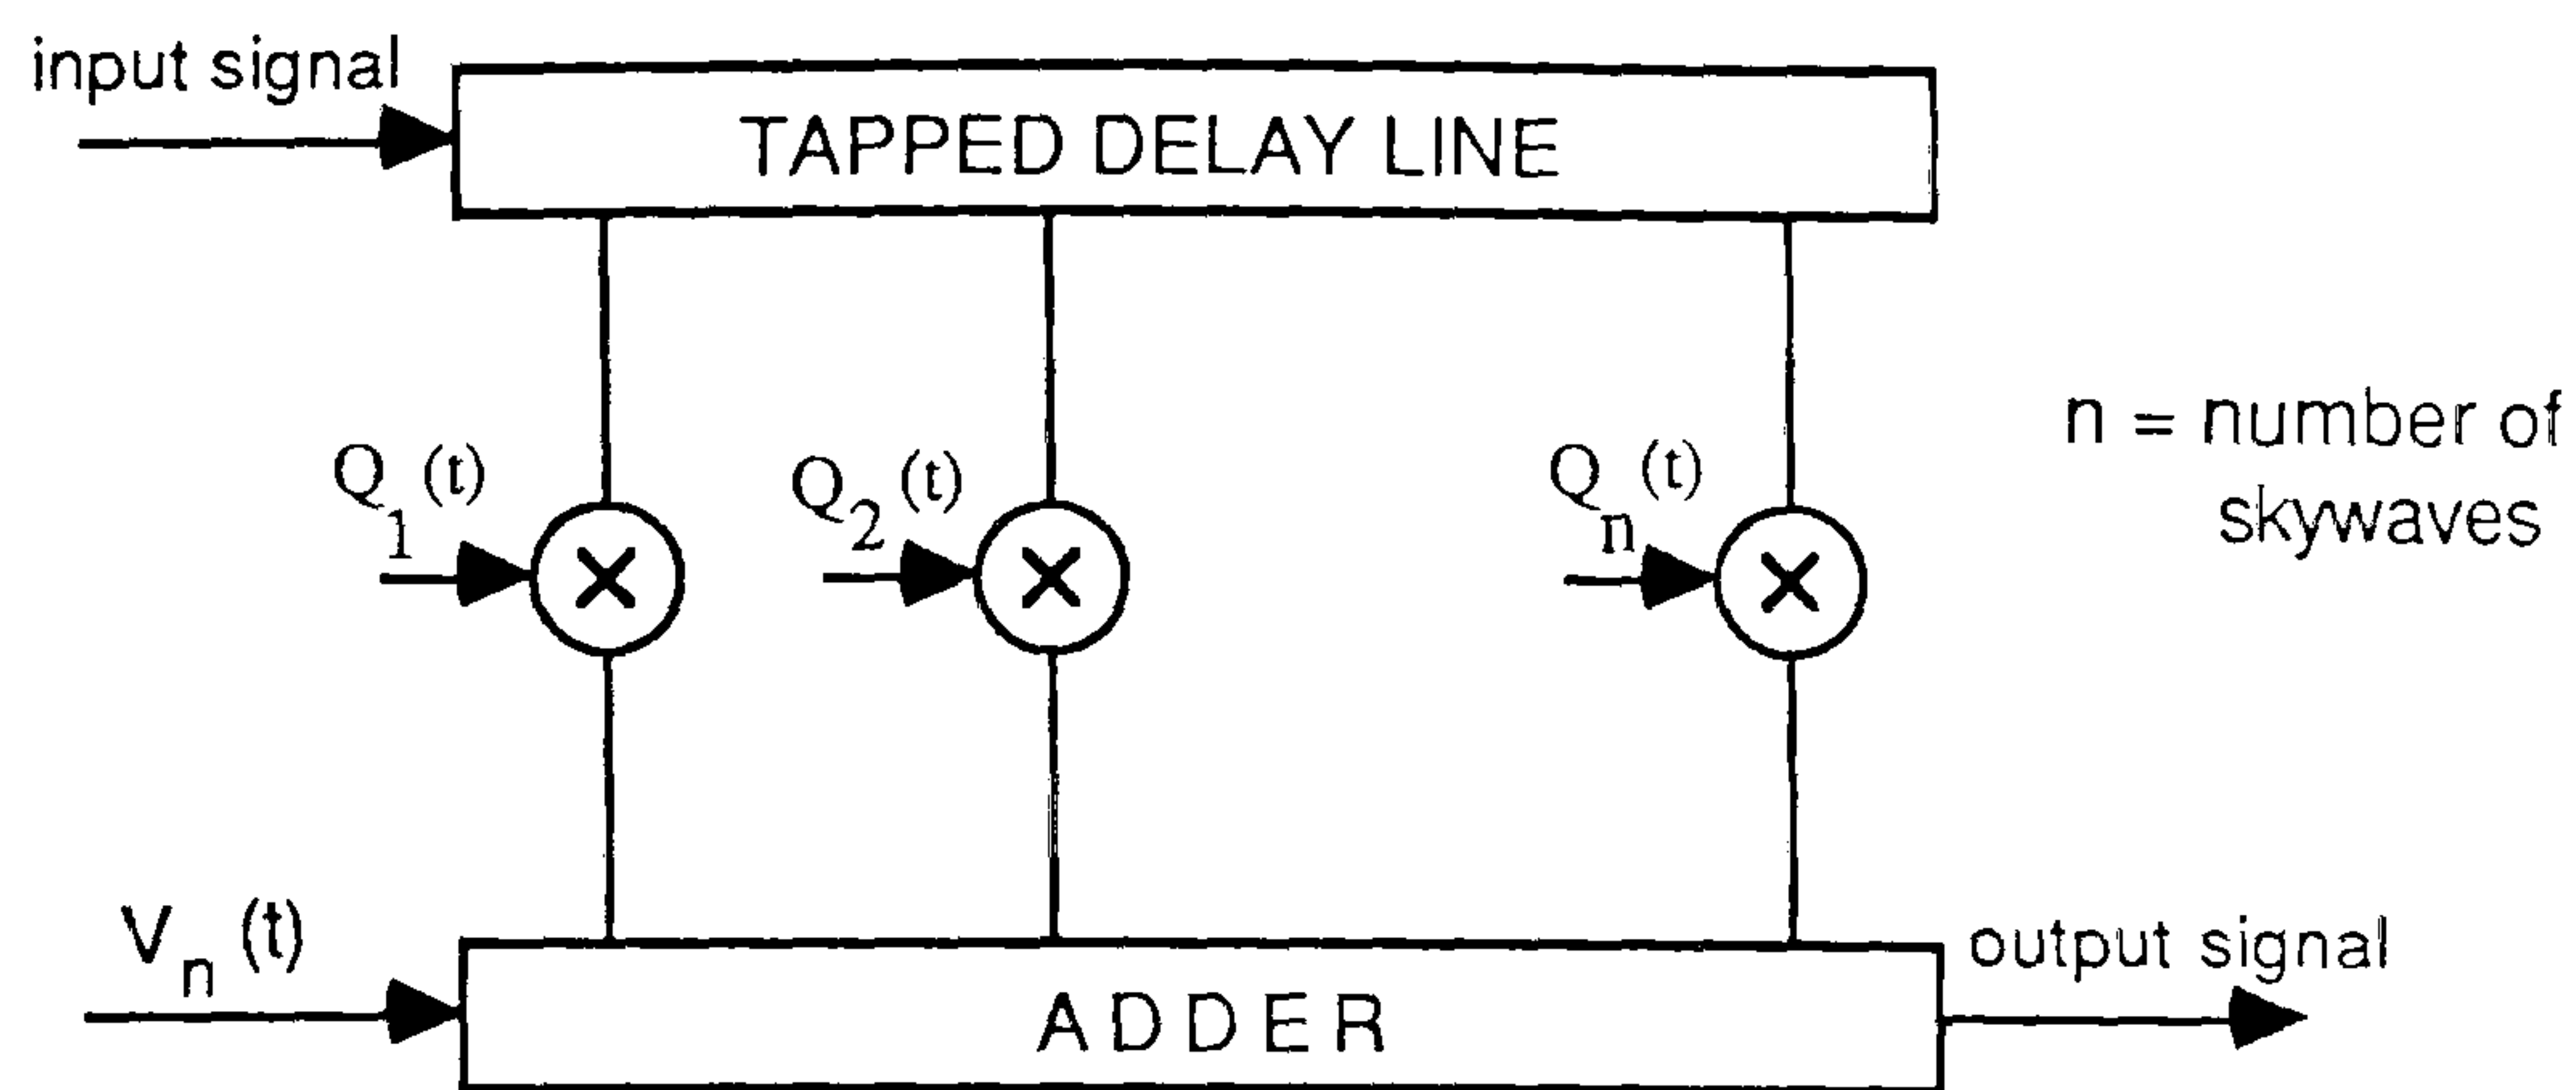 input signal
TAPPED DELAY LINE
Q1(t)
Q2(t)
Qn(t)
n = number of
skywaves
Vn(t)
ADDER
output signal